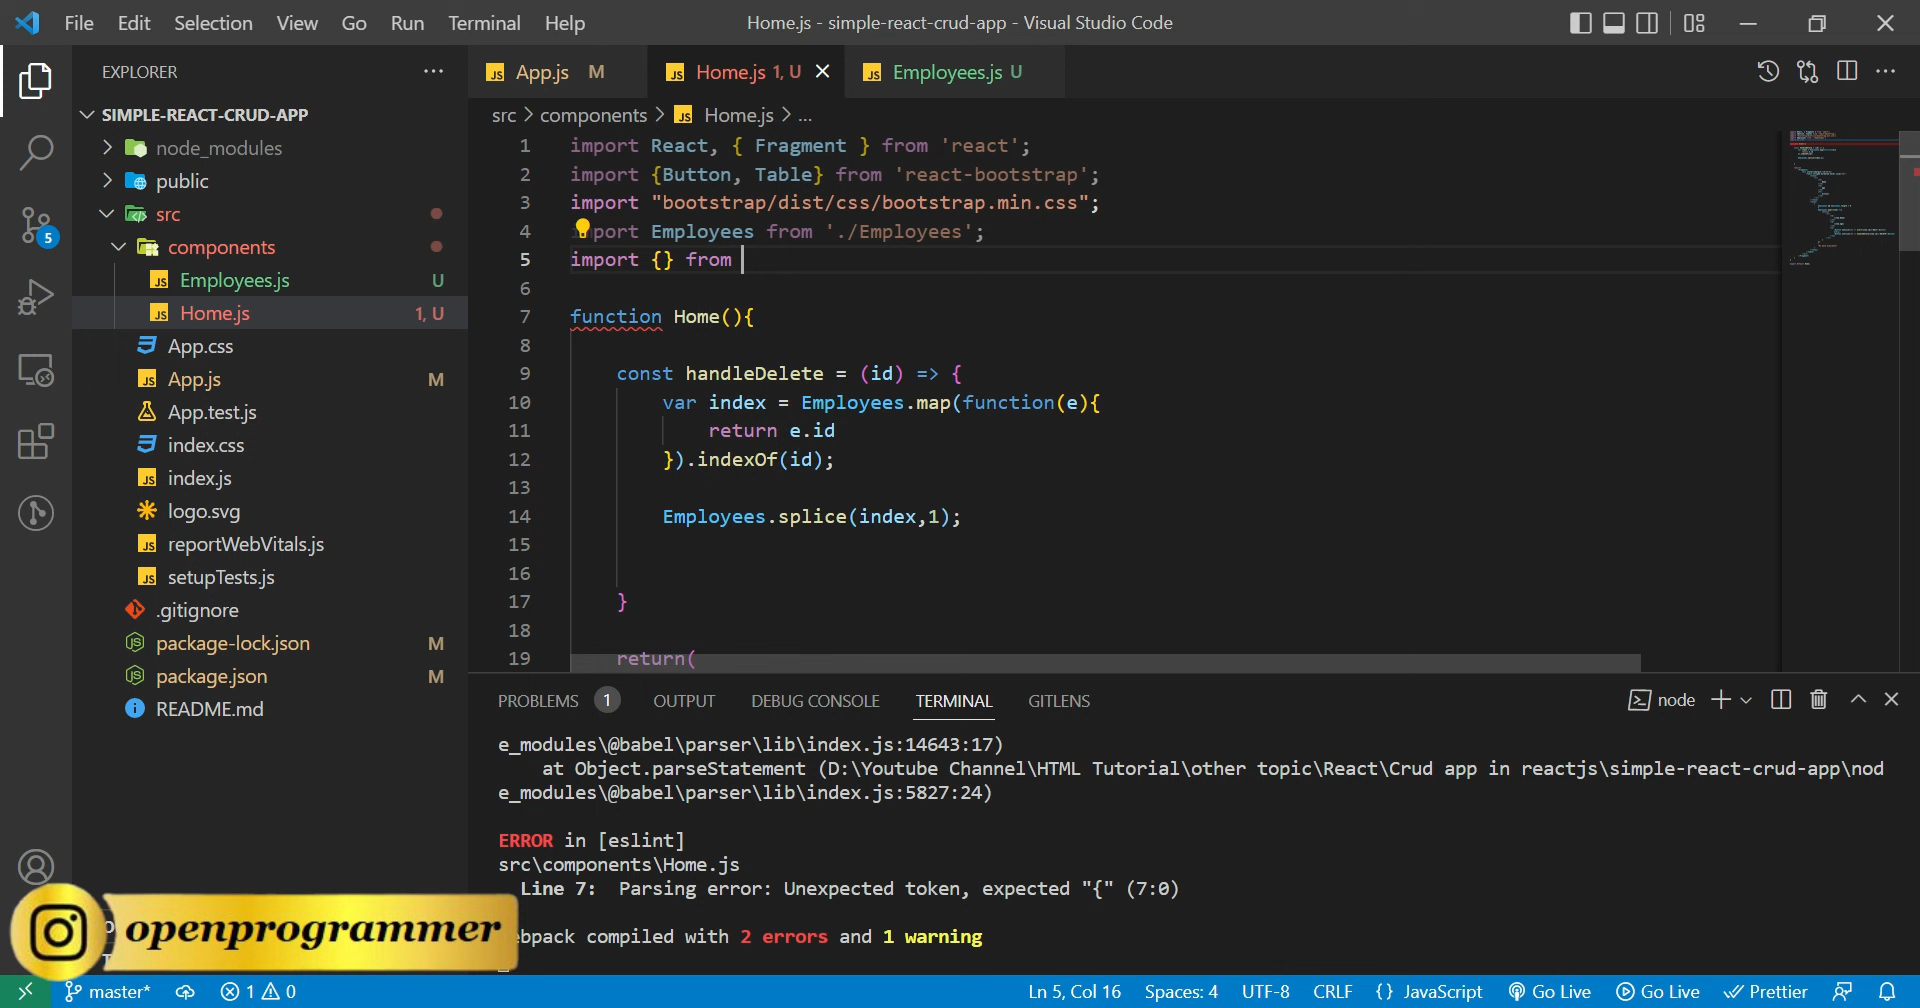 File Edit Selection View Go Run Terminal Help
Home.js - simple-react-crud-app - Visual Studio Code
EXPLORER
App.js M
Home.js 1, U
Employees.js U
SIMPLE-REACT-CRUD-APP
node_modules
public
src
components
Employees.js U
Home.js 1, U
App.css
App.js M
App.test.js
index.css
index.js
logo.svg
reportWebVitals.js
setupTests.js
.gitignore
package-lock.json M
package.json M
README.md
5
src > components > Home.js > ...
1 import React, { Fragment } from 'react';
2 import {Button, Table} from 'react-bootstrap';
3 import "bootstrap/dist/css/bootstrap.min.css";
4 port Employees from './Employees';
5 import {} from
6
7 function Home(){
8
9 const handleDelete = (id) => {
10 var index = Employees.map(function(e){
11 return e.id
12 }).indexOf(id);
13
14 Employees.splice(index,1);
15
16
17 }
18
19 return(
PROBLEMS 1 OUTPUT DEBUG CONSOLE TERMINAL GITLENS
node
e_modules\@babel\parser\lib\index.js:14643:17)
at Object.parseStatement (D:\Youtube Channel\HTML Tutorial\other topic\React\Crud app in reactjs\simple-react-crud-app\nod
e_modules\@babel\parser\lib\index.js:5827:24)
ERROR in [eslint]
src\components\Home.js
Line 7: Parsing error: Unexpected token, expected "{" (7:0)
ebpack compiled with 2 errors and 1 warning
openprogrammer
master* 1 0
Ln 5, Col 16 Spaces: 4 UTF-8 CRLF {} JavaScript Go Live Go Live Prettier